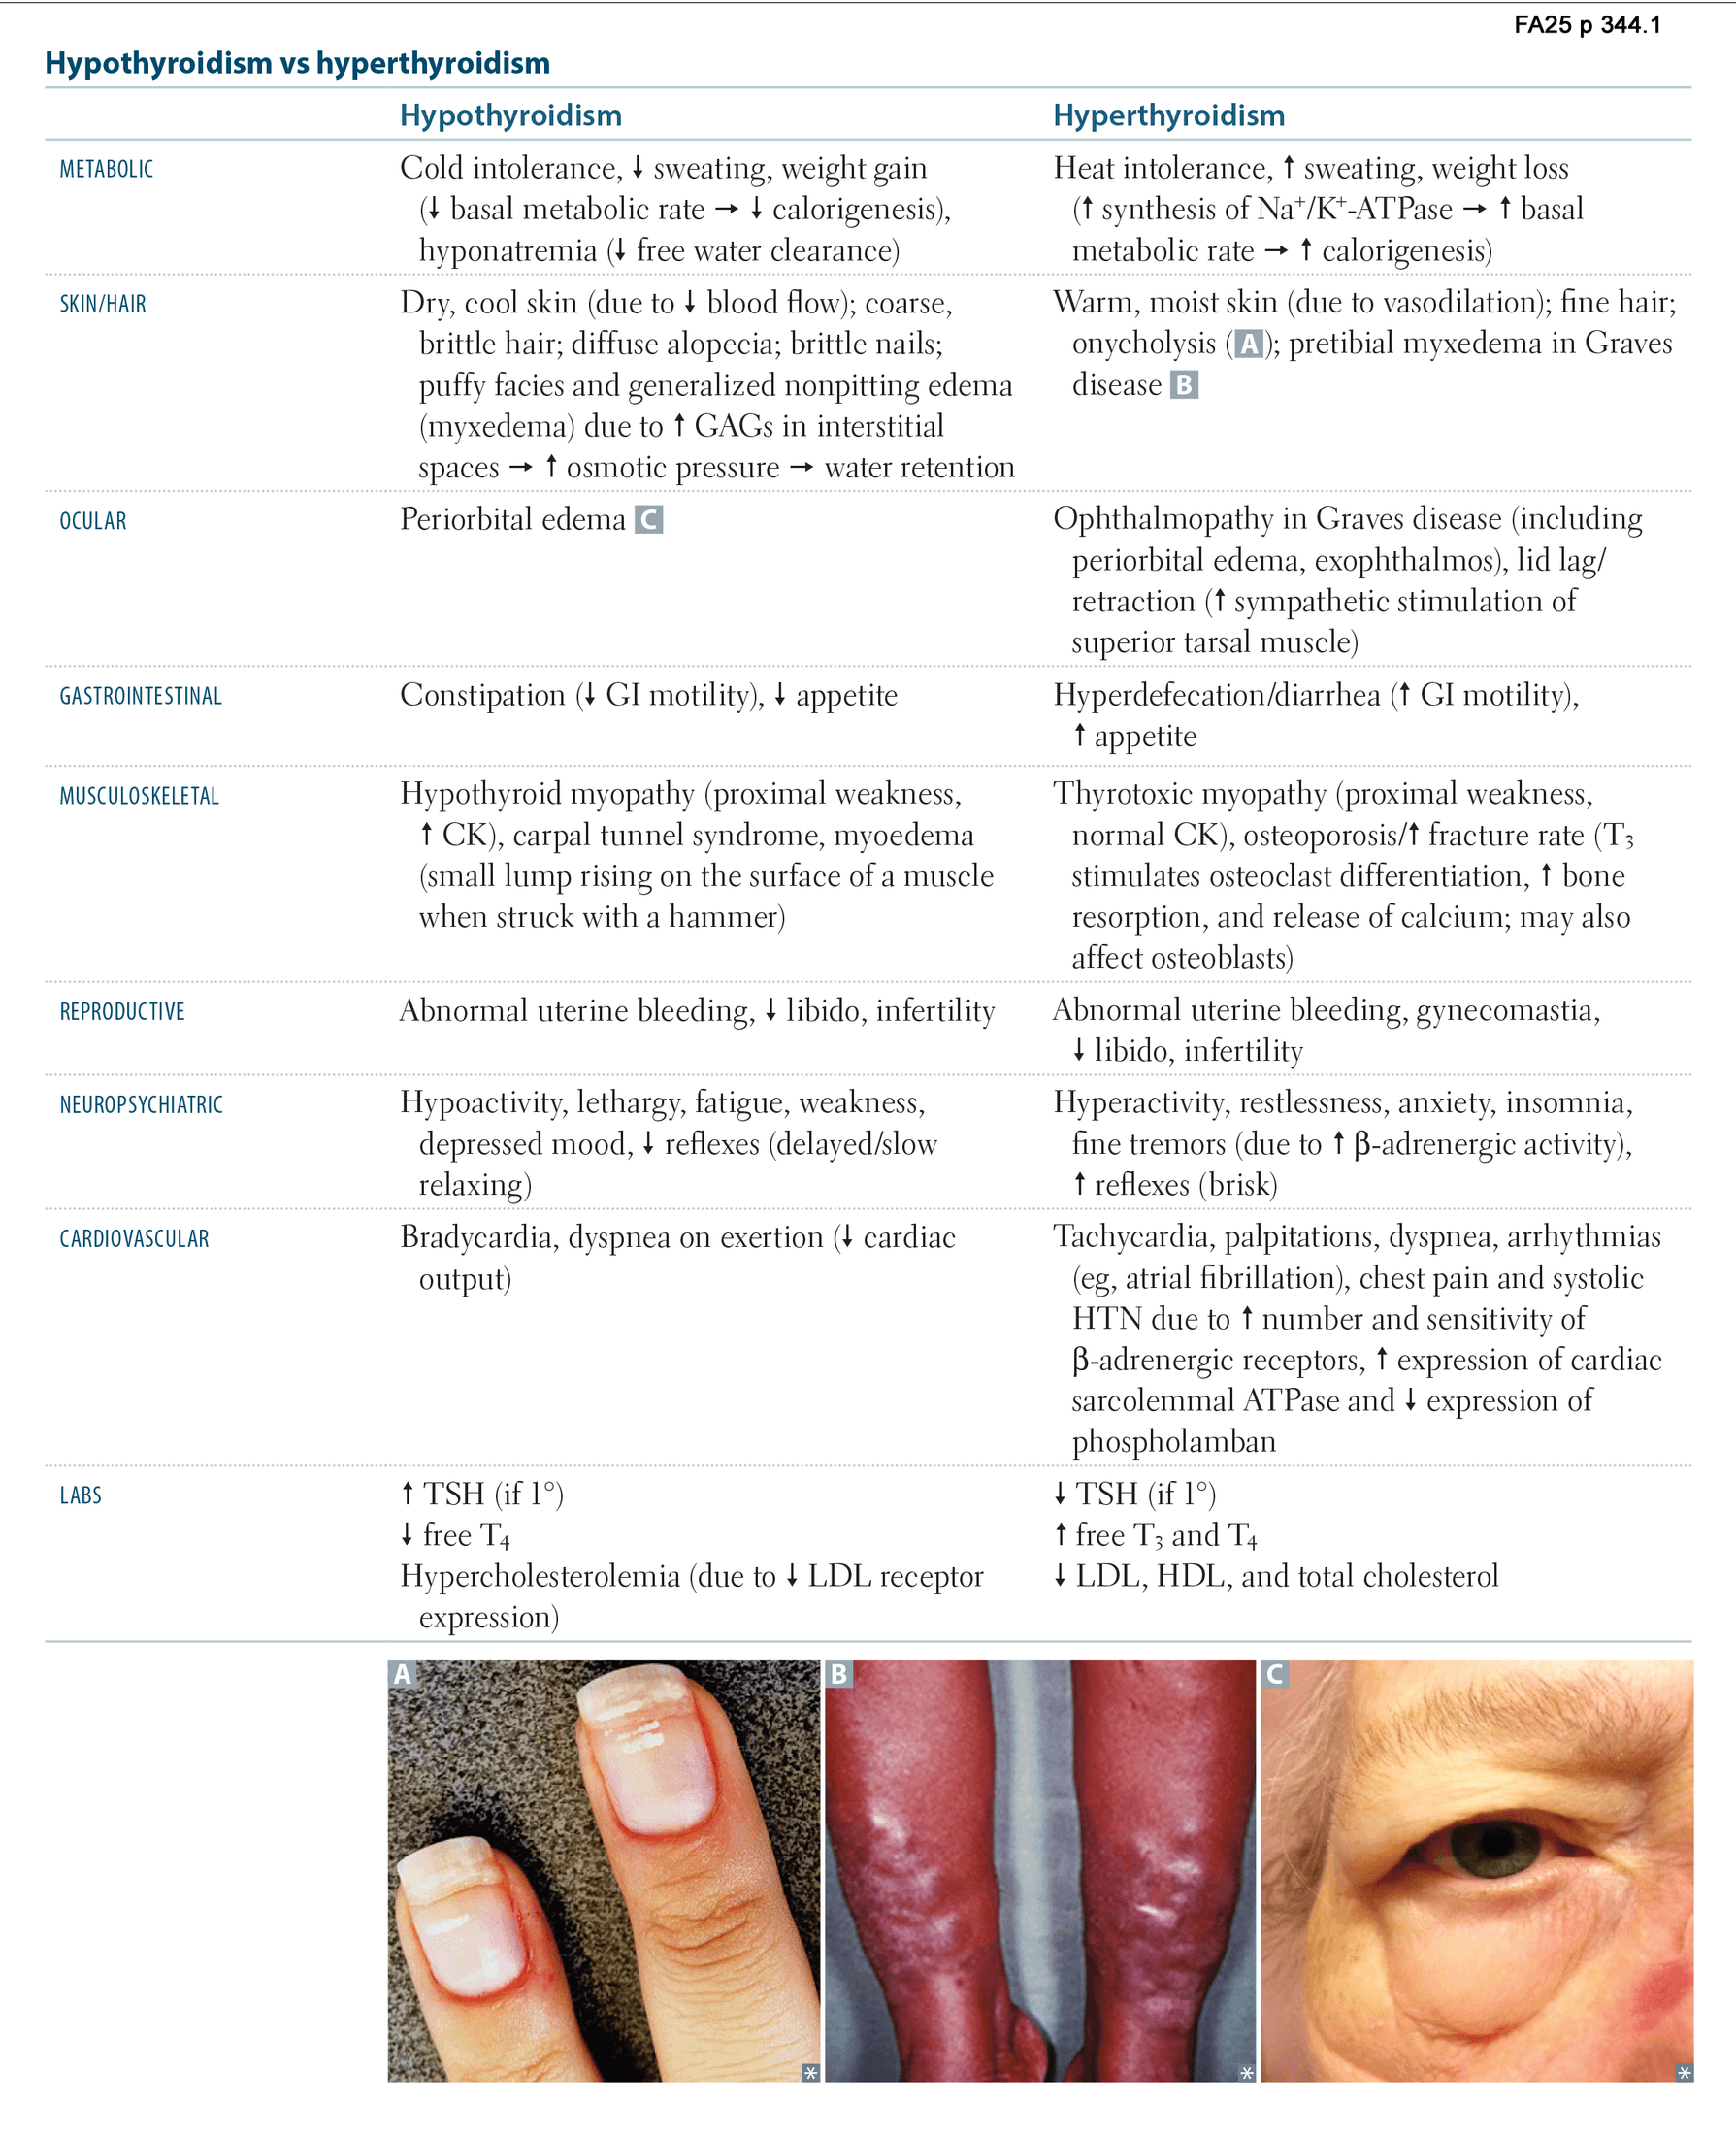 FA25 p 344.1
Hypothyroidism vs hyperthyroidism
Hypothyroidism Hyperthyroidism
METABOLIC
Cold intolerance, ↓ sweating, weight gain
(↓ basal metabolic rate → ↓ calorigenesis),
hyponatremia (↓ free water clearance)
Heat intolerance, ↑ sweating, weight loss
(↑ synthesis of Na⁺/K⁺-ATPase → ↑ basal
metabolic rate → ↑ calorigenesis)
SKIN/HAIR
Dry, cool skin (due to ↓ blood flow); coarse,
brittle hair; diffuse alopecia; brittle nails;
puffy facies and generalized nonpitting edema
(myxedema) due to ↑ GAGs in interstitial
spaces → ↑ osmotic pressure → water retention
Warm, moist skin (due to vasodilation); fine hair;
onycholysis (A); pretibial myxedema in Graves
disease B
OCULAR
Periorbital edema C
Ophthalmopathy in Graves disease (including
periorbital edema, exophthalmos), lid lag/
retraction (↑ sympathetic stimulation of
superior tarsal muscle)
GASTROINTESTINAL
Constipation (↓ GI motility), ↓ appetite
Hyperdefecation/diarrhea (↑ GI motility),
↑ appetite
MUSCULOSKELETAL
Hypothyroid myopathy (proximal weakness,
↑ CK), carpal tunnel syndrome, myoedema
(small lump rising on the surface of a muscle
when struck with a hammer)
Thyrotoxic myopathy (proximal weakness,
normal CK), osteoporosis/↑ fracture rate (T₃
stimulates osteoclast differentiation, ↑ bone
resorption, and release of calcium; may also
affect osteoblasts)
REPRODUCTIVE
Abnormal uterine bleeding, ↓ libido, infertility
Abnormal uterine bleeding, gynecomastia,
↓ libido, infertility
NEUROPSYCHIATRIC
Hypoactivity, lethargy, fatigue, weakness,
depressed mood, ↓ reflexes (delayed/slow
relaxing)
Hyperactivity, restlessness, anxiety, insomnia,
fine tremors (due to ↑ β-adrenergic activity),
↑ reflexes (brisk)
CARDIOVASCULAR
Bradycardia, dyspnea on exertion (↓ cardiac
output)
Tachycardia, palpitations, dyspnea, arrhythmias
(eg, atrial fibrillation), chest pain and systolic
HTN due to ↑ number and sensitivity of
β-adrenergic receptors, ↑ expression of cardiac
sarcolemmal ATPase and ↓ expression of
phospholamban
LABS
↑ TSH (if 1°)
↓ free T₄
Hypercholesterolemia (due to ↓ LDL receptor
expression)
↓ TSH (if 1°)
↑ free T₃ and T₄
↓ LDL, HDL, and total cholesterol
A B C
* * *